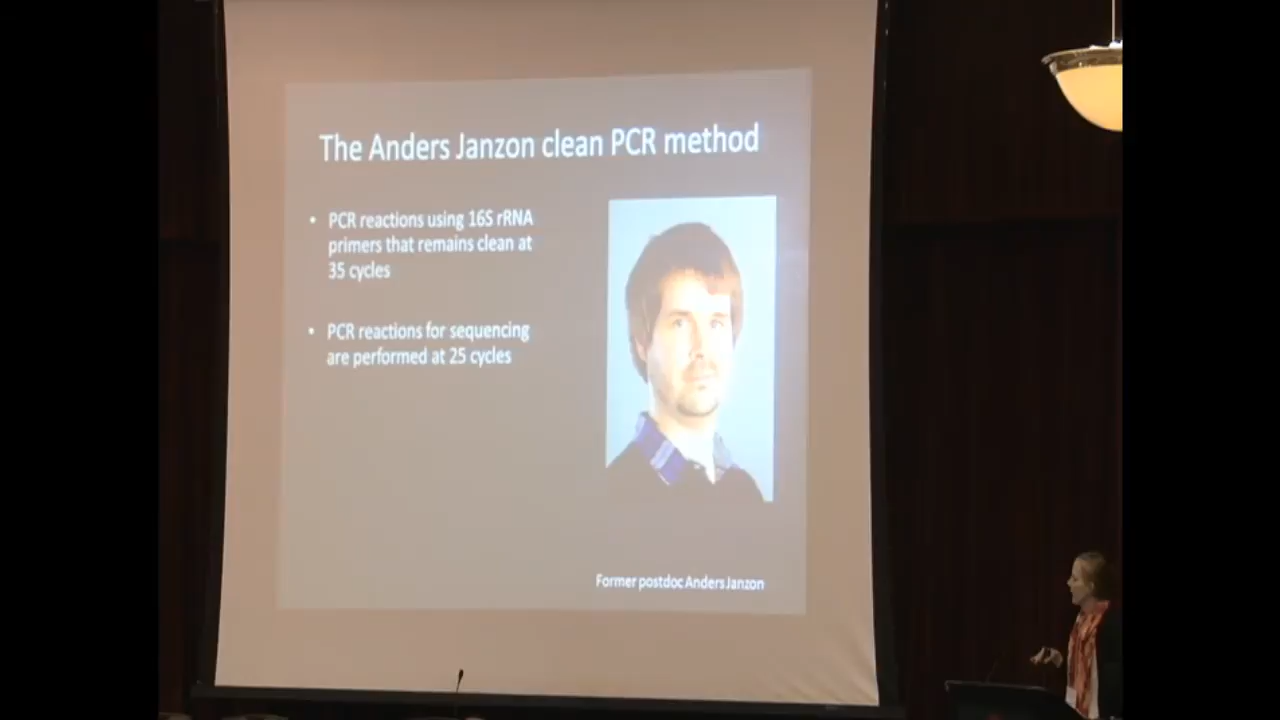 The Anders Janzon clean PCR method
• PCR reactions using 16S rRNA
primers that remains clean at
35 cycles
• PCR reactions for sequencing
are performed at 25 cycles
Former postdoc Anders Janzon